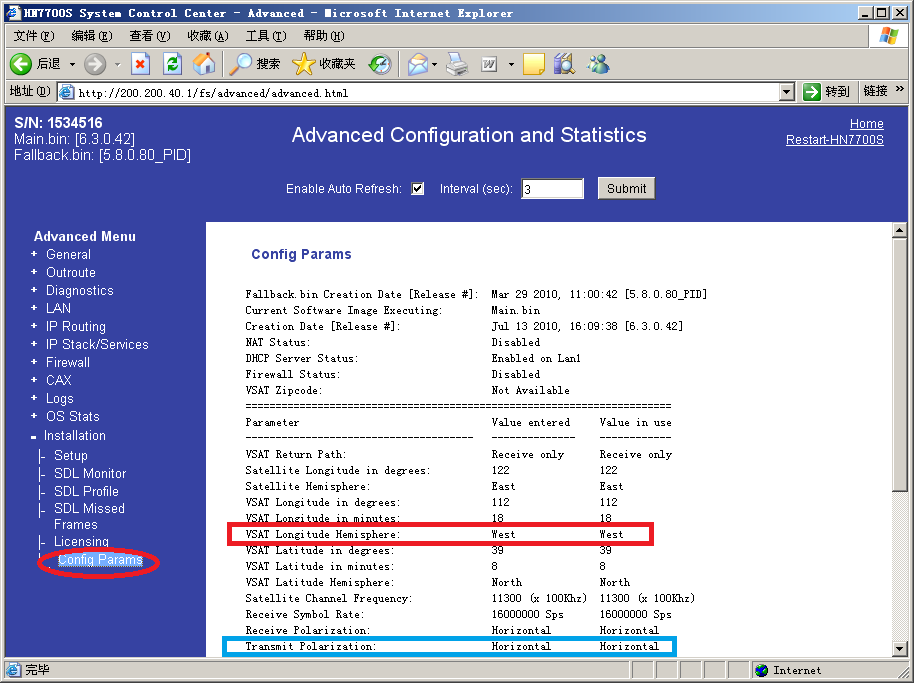 HN7700S System Control Center - Advanced - Microsoft Internet Explorer
文件(F) 编辑(E) 查看(V) 收藏(A) 工具(T) 帮助(H)
后退 搜索 收藏夹
地址(D) http://200.200.40.1/fs/advanced/advanced.html 转到 链接 »
S/N: 1534516
Main.bin: [6.3.0.42]
Fallback.bin: [5.8.0.80_PID]
Advanced Configuration and Statistics
Home
Restart-HN7700S
Enable Auto Refresh: Interval (sec): 3 Submit
Advanced Menu
+ General
+ Outroute
+ Diagnostics
+ LAN
+ IP Routing
+ IP Stack/Services
+ Firewall
+ CAX
+ Logs
+ OS Stats
- Installation
|- Setup
|- SDL Monitor
|- SDL Profile
|- SDL Missed
Frames
|- Licensing
Config Params
Config Params
Fallback.bin Creation Date [Release #]: Mar 29 2010, 11:00:42 [5.8.0.80_PID]
Current Software Image Executing: Main.bin
Creation Date [Release #]: Jul 13 2010, 16:09:38 [6.3.0.42]
NAT Status: Disabled
DHCP Server Status: Enabled on Lan1
Firewall Status: Disabled
VSAT Zipcode: Not Available
=======================================================================
Parameter Value entered Value in use
-------------------------------------- -------------- ------------
VSAT Return Path: Receive only Receive only
Satellite Longitude in degrees: 122 122
Satellite Hemisphere: East East
VSAT Longitude in degrees: 112 112
VSAT Longitude in minutes: 18 18
VSAT Longitude Hemisphere: West West
VSAT Latitude in degrees: 39 39
VSAT Latitude in minutes: 8 8
VSAT Latitude Hemisphere: North North
Satellite Channel Frequency: 11300 (x 100Khz) 11300 (x 100Khz)
Receive Symbol Rate: 16000000 Sps 16000000 Sps
Receive Polarization: Horizontal Horizontal
Transmit Polarization: Horizontal Horizontal
完毕 Internet